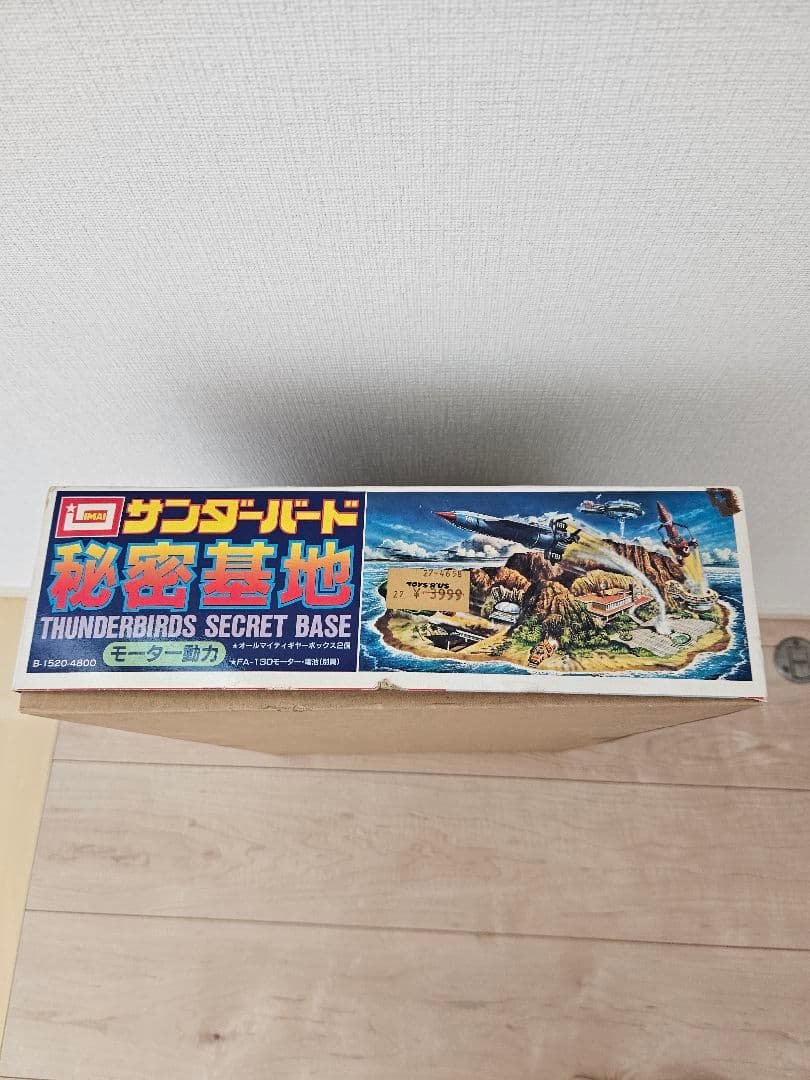 IMAI
サンダーバード
秘密基地
THUNDERBIRDS SECRET BASE
B-1520-4800
モーター動力
★オールマイティギヤーボックス2個
★FA-130モーター・電池(別買)
27-4658
TOYS"R"US
27 ¥ 3999